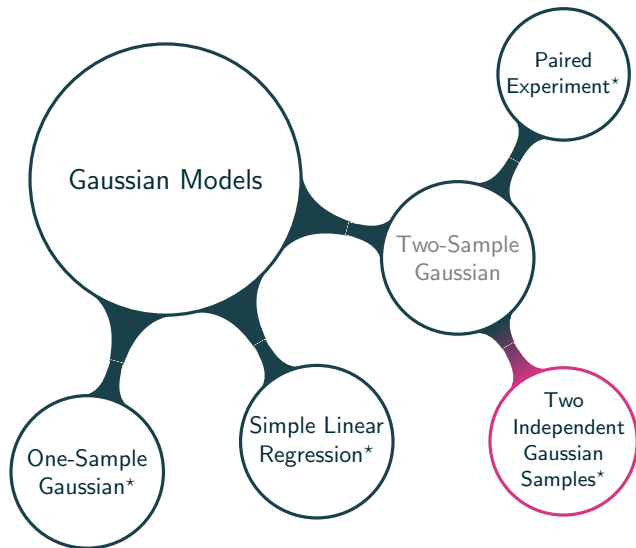 Paired
Experiment*
Gaussian Models
Two-Sample
Gaussian
Simple Linear
Regression*
Two
Independent
Gaussian
Samples*
One-Sample
Gaussian*